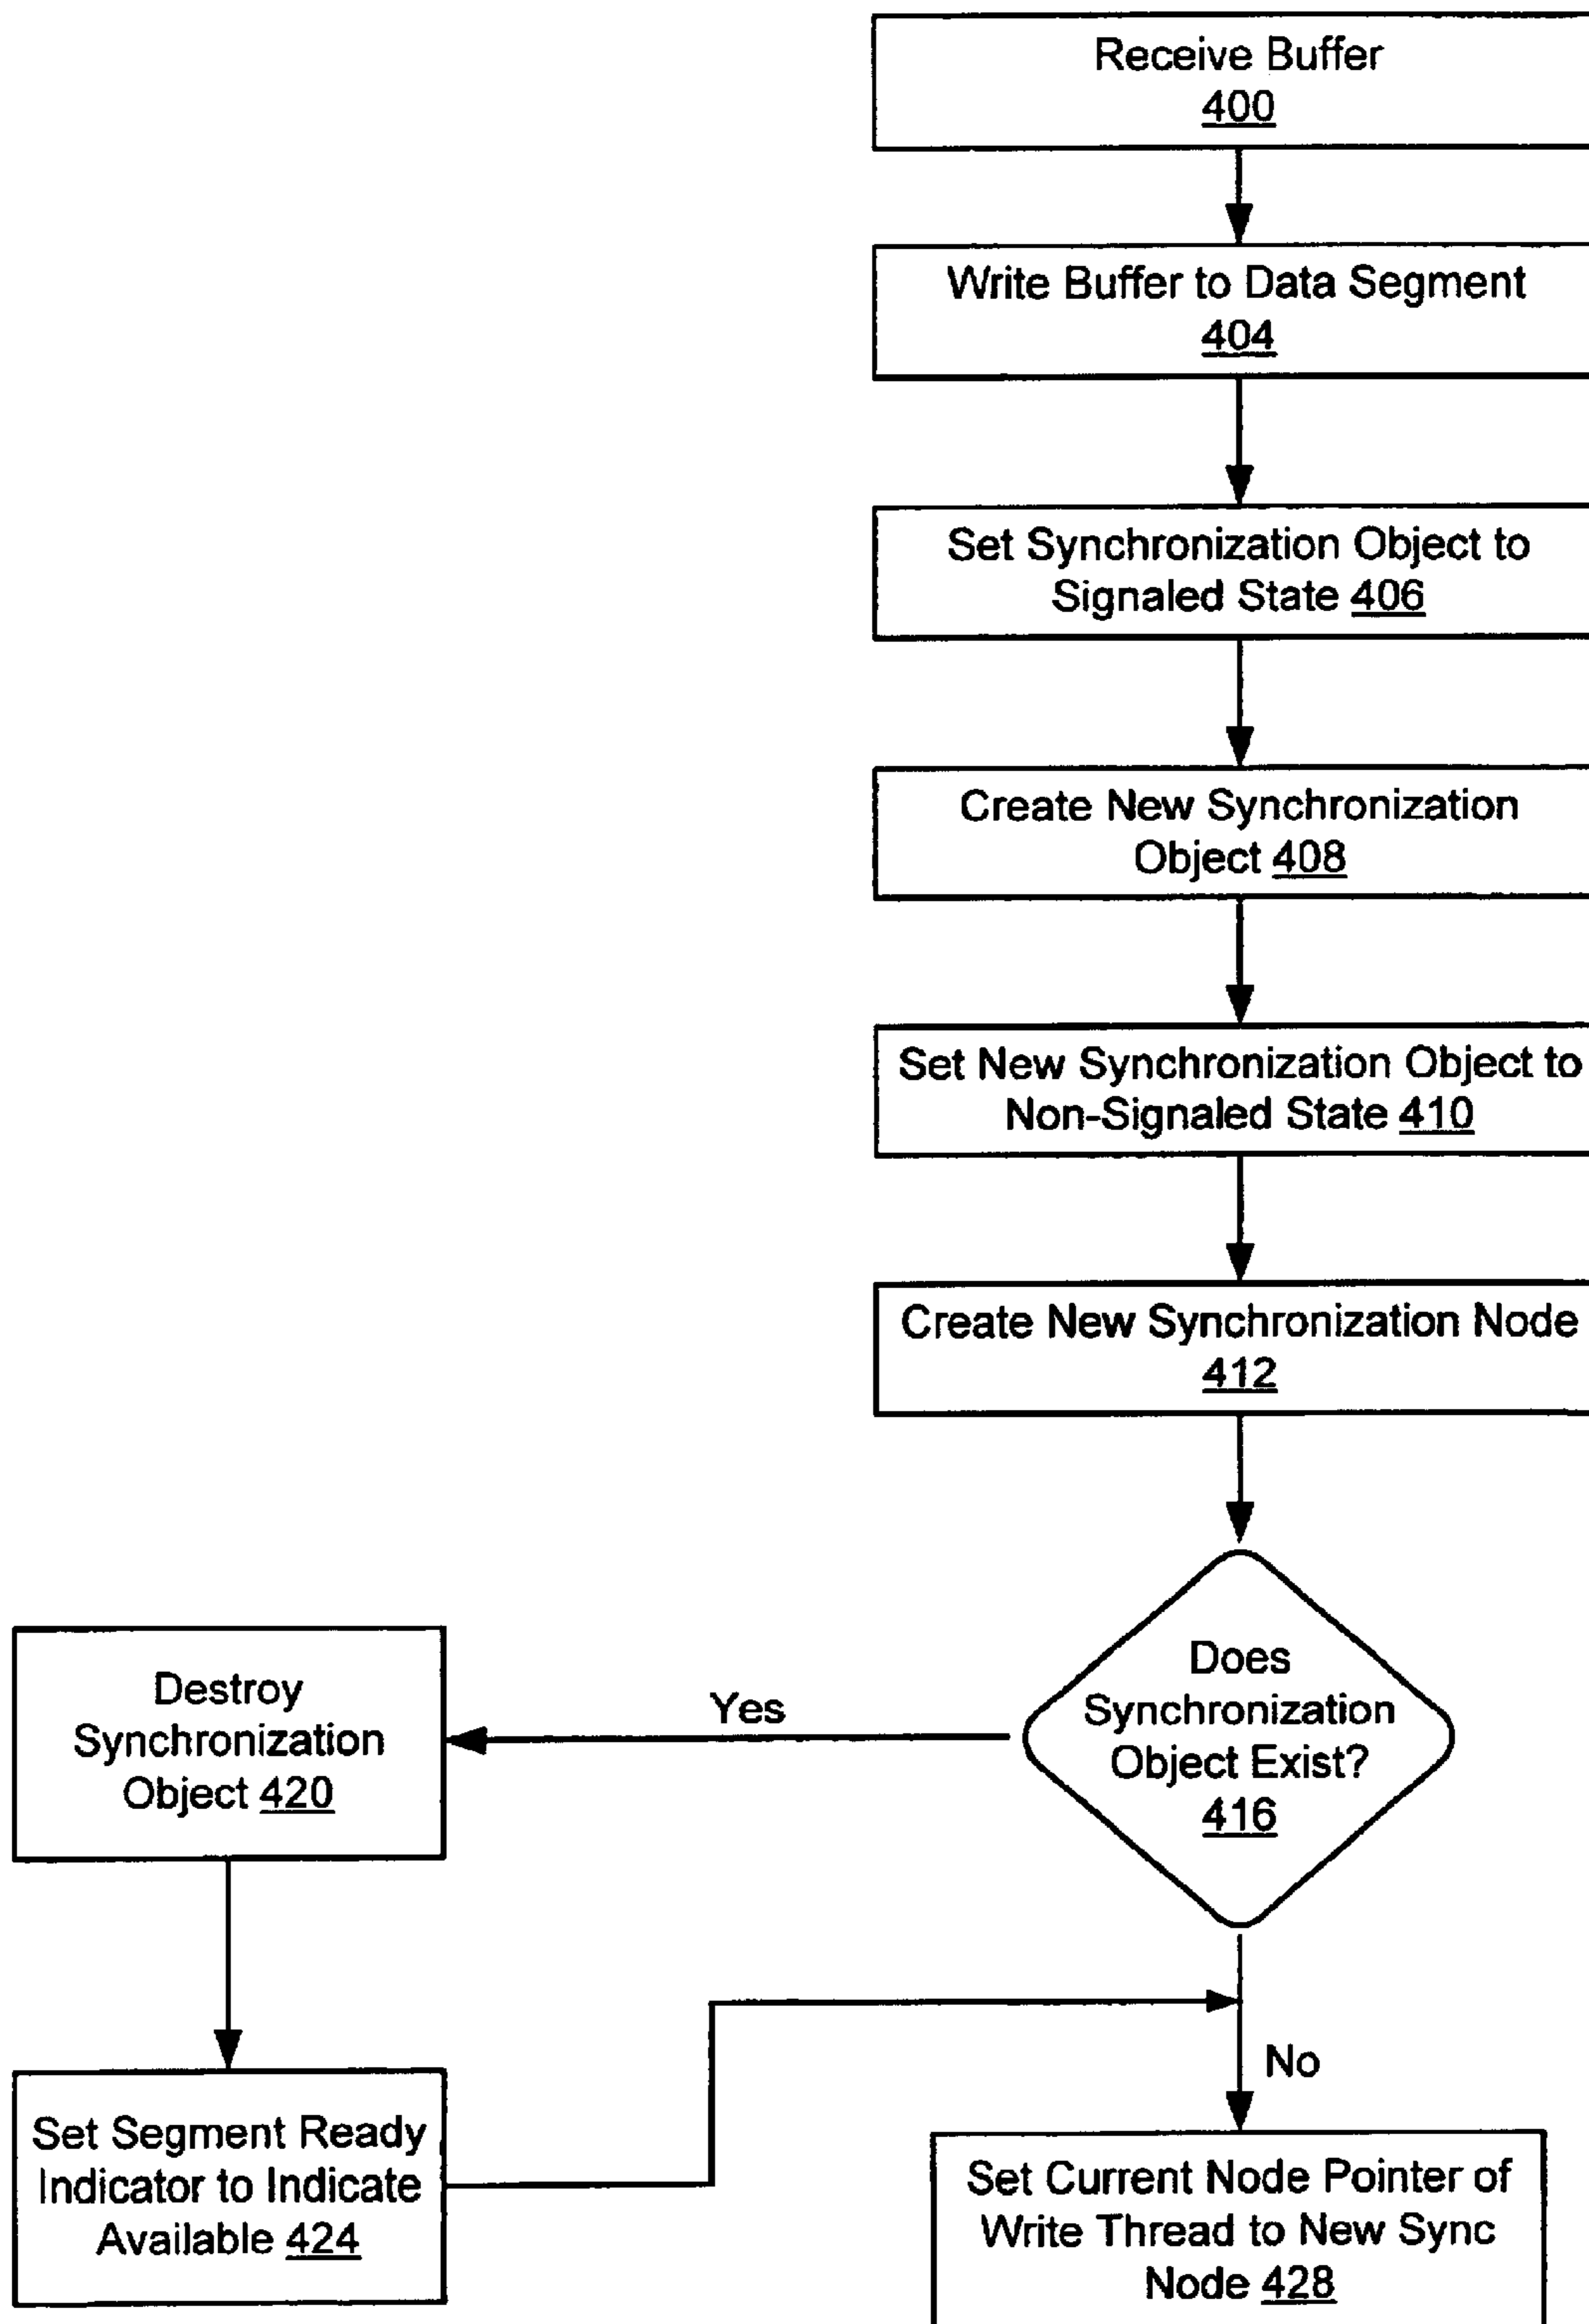 Receive Buffer
400
Write Buffer to Data Segment
404
Set Synchronization Object to
Signaled State 406
Create New Synchronization
Object 408
Set New Synchronization Object to
Non-Signaled State 410
Create New Synchronization Node
412
Does
Synchronization
Object Exist?
416
Yes
Destroy
Synchronization
Object 420
Set Segment Ready
Indicator to Indicate
Available 424
No
Set Current Node Pointer of
Write Thread to New Sync
Node 428